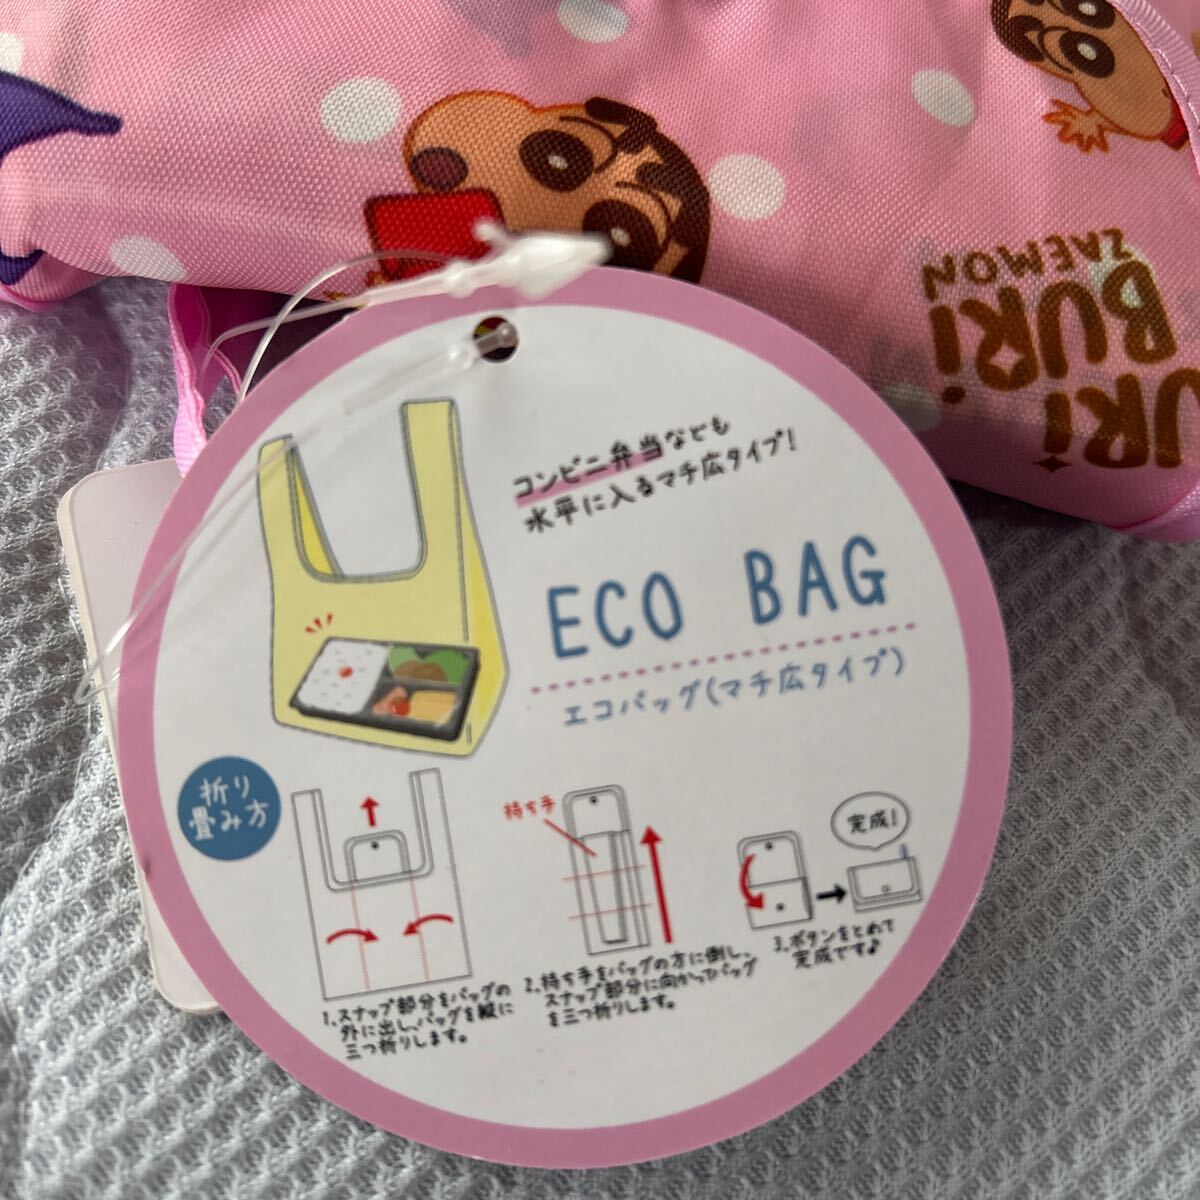 コンビニ弁当なども
水平に入るマチ広タイプ!
ECO BAG
エコバッグ(マチ広タイプ)
折り
畳み方
持ち手
完成!
1.スナップ部分をバッグの
外に出し、バッグを縦に
三つ折りします。
2.持ち手をバッグの方に倒し、
スナップ部分に向かってバッグ
を三つ折りします。
3.ボタンをとめて
完成です♪
URi
BURi
BURi
ZAEMON